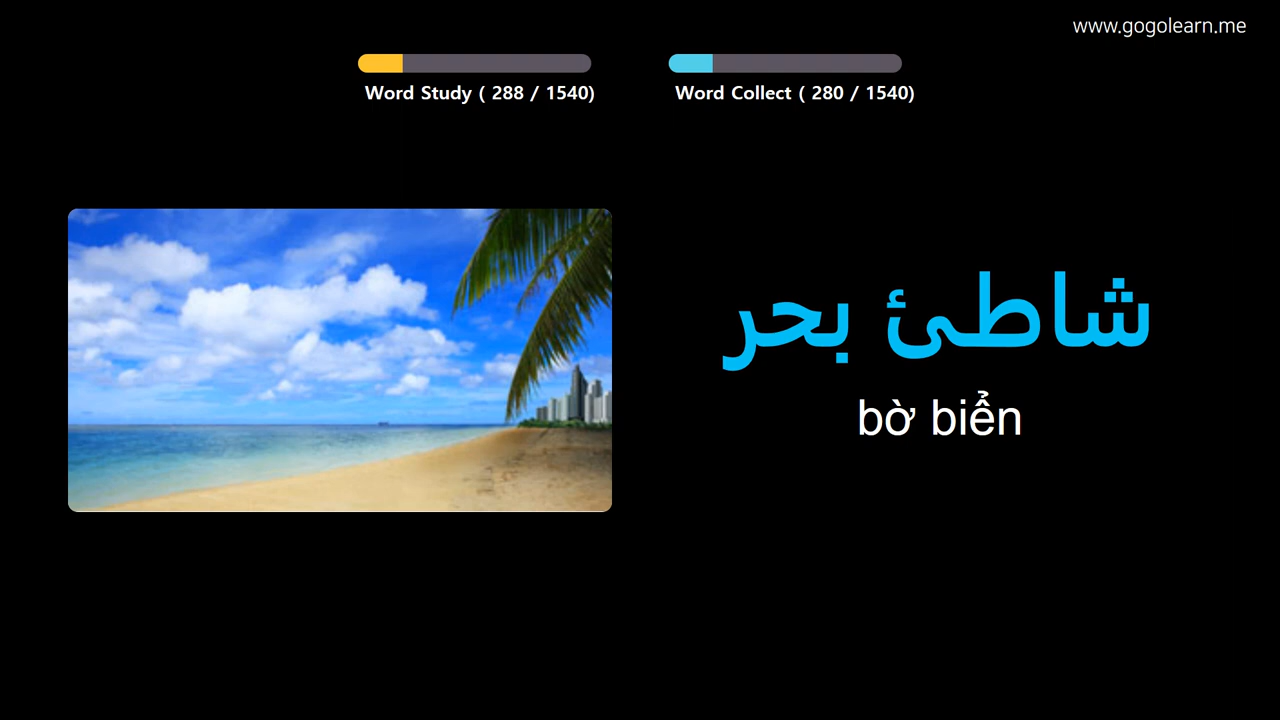 www.gogolearn.me
Word Study ( 288 / 1540)
Word Collect ( 280 / 1540)
شاطئ بحر
bờ biển